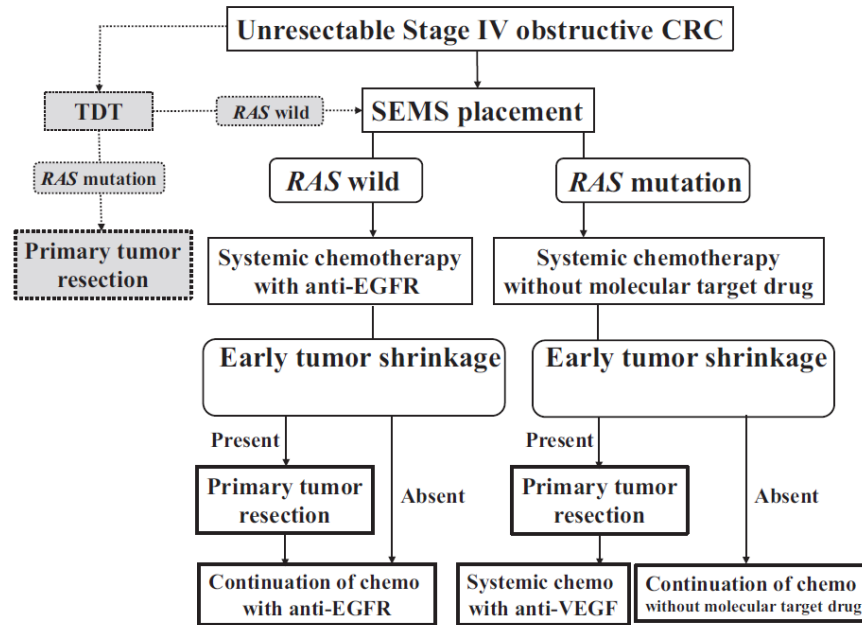 Unresectable Stage IV obstructive CRC
TDT
RAS wild
SEMS placement
RAS mutation
RAS wild
RAS mutation
Primary tumor
resection
Systemic chemotherapy
with anti-EGFR
Systemic chemotherapy
without molecular target drug
Early tumor shrinkage
Early tumor shrinkage
Present
Absent
Present
Absent
Primary tumor
resection
Primary tumor
resection
Continuation of chemo
with anti-EGFR
Systemic chemo
with anti-VEGF
Continuation of chemo
without molecular target drug